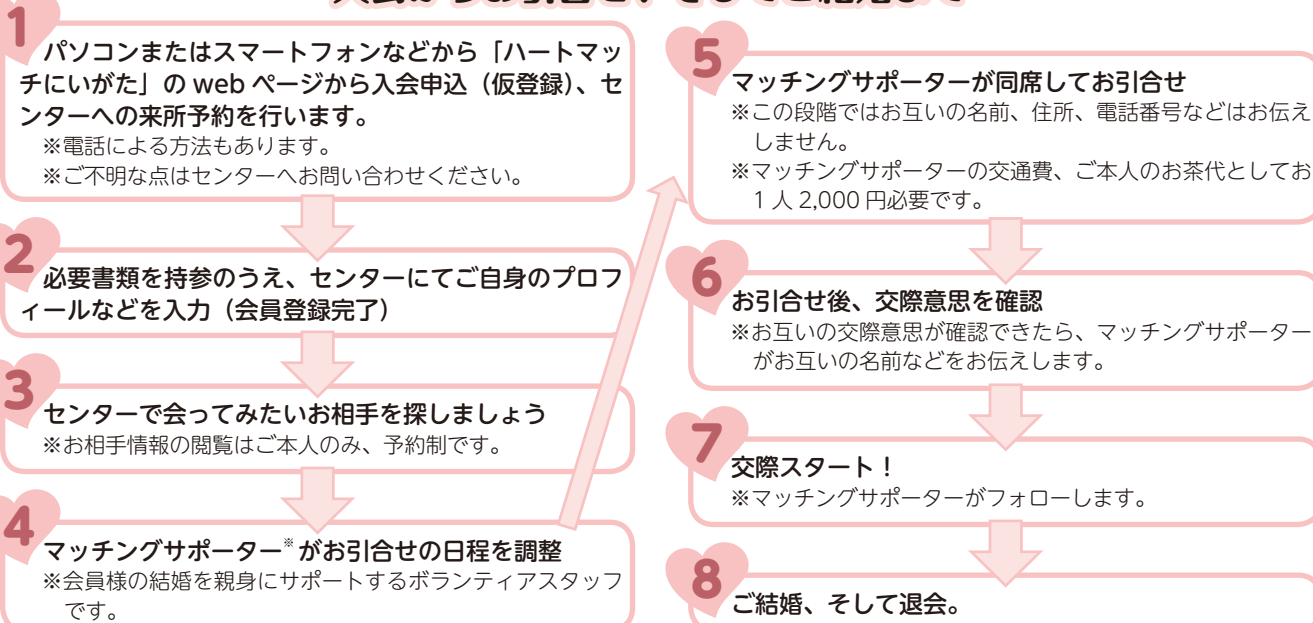 1
パソコンまたはスマートフォンなどから「ハートマッ
チにいがた」の web ページから入会申込（仮登録）、セ
ンターへの来所予約を行います。
※電話による方法もあります。
※ご不明な点はセンターへお問い合わせください。
2
必要書類を持参のうえ、センターにてご自身のプロフ
ィールなどを入力（会員登録完了）
3
センターで会ってみたいお相手を探しましょう
※お相手情報の閲覧はご本人のみ、予約制です。
4
マッチングサポーター※がお引合せの日程を調整
※会員様の結婚を親身にサポートするボランティアスタッフ
です。
5
マッチングサポーターが同席してお引合せ
※この段階ではお互いの名前、住所、電話番号などはお伝え
しません。
※マッチングサポーターの交通費、ご本人のお茶代としてお
1 人 2,000 円必要です。
6
お引合せ後、交際意思を確認
※お互いの交際意思が確認できたら、マッチングサポーター
がお互いの名前などをお伝えします。
7
交際スタート！
※マッチングサポーターがフォローします。
8
ご結婚、そして退会。